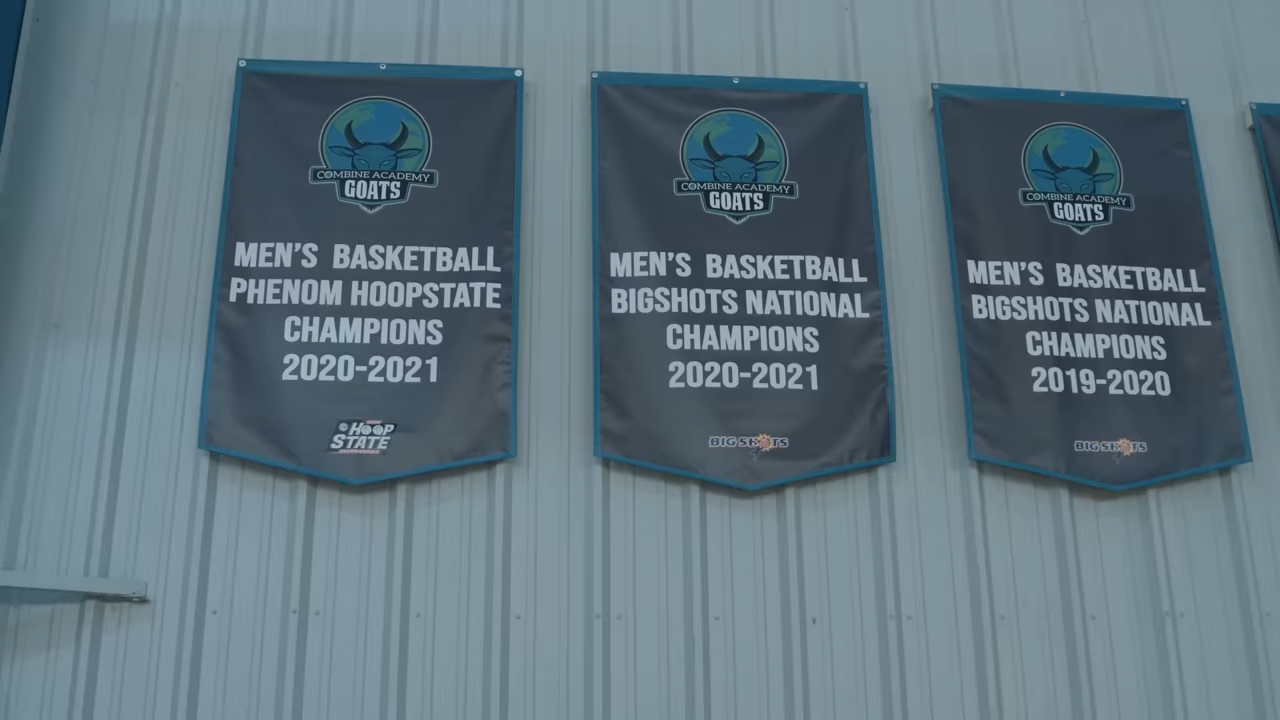 COMBINE ACADEMY
GOATS
MEN'S BASKETBALL
PHENOM HOOPSTATE
CHAMPIONS
2020-2021
HOOP
STATE
COMBINE ACADEMY
GOATS
MEN'S BASKETBALL
BIGSHOTS NATIONAL
CHAMPIONS
2020-2021
BIG SHOTS
COMBINE ACADEMY
GOATS
MEN'S BASKETBALL
BIGSHOTS NATIONAL
CHAMPIONS
2019-2020
BIG SHOTS